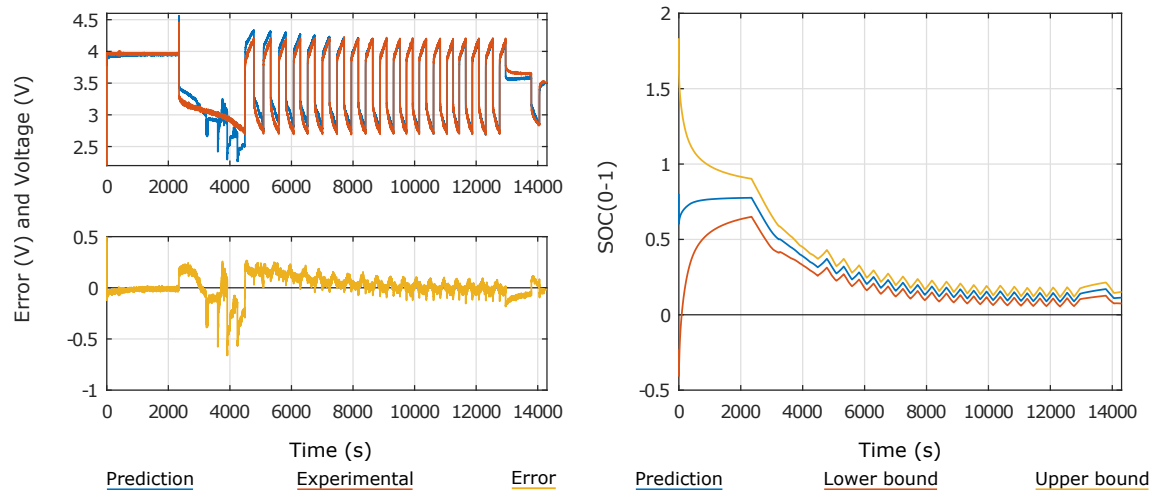 Error (V) and Voltage (V)
4.5
4
3.5
3
2.5
0 2000 4000 6000 8000 10000 12000 14000
0.5
0
-0.5
-1
0 2000 4000 6000 8000 10000 12000 14000
Time (s)
Prediction Experimental Error
SOC(0-1)
2
1.5
1
0.5
0
-0.5
0 2000 4000 6000 8000 10000 12000 14000
Time (s)
Prediction Lower bound Upper bound